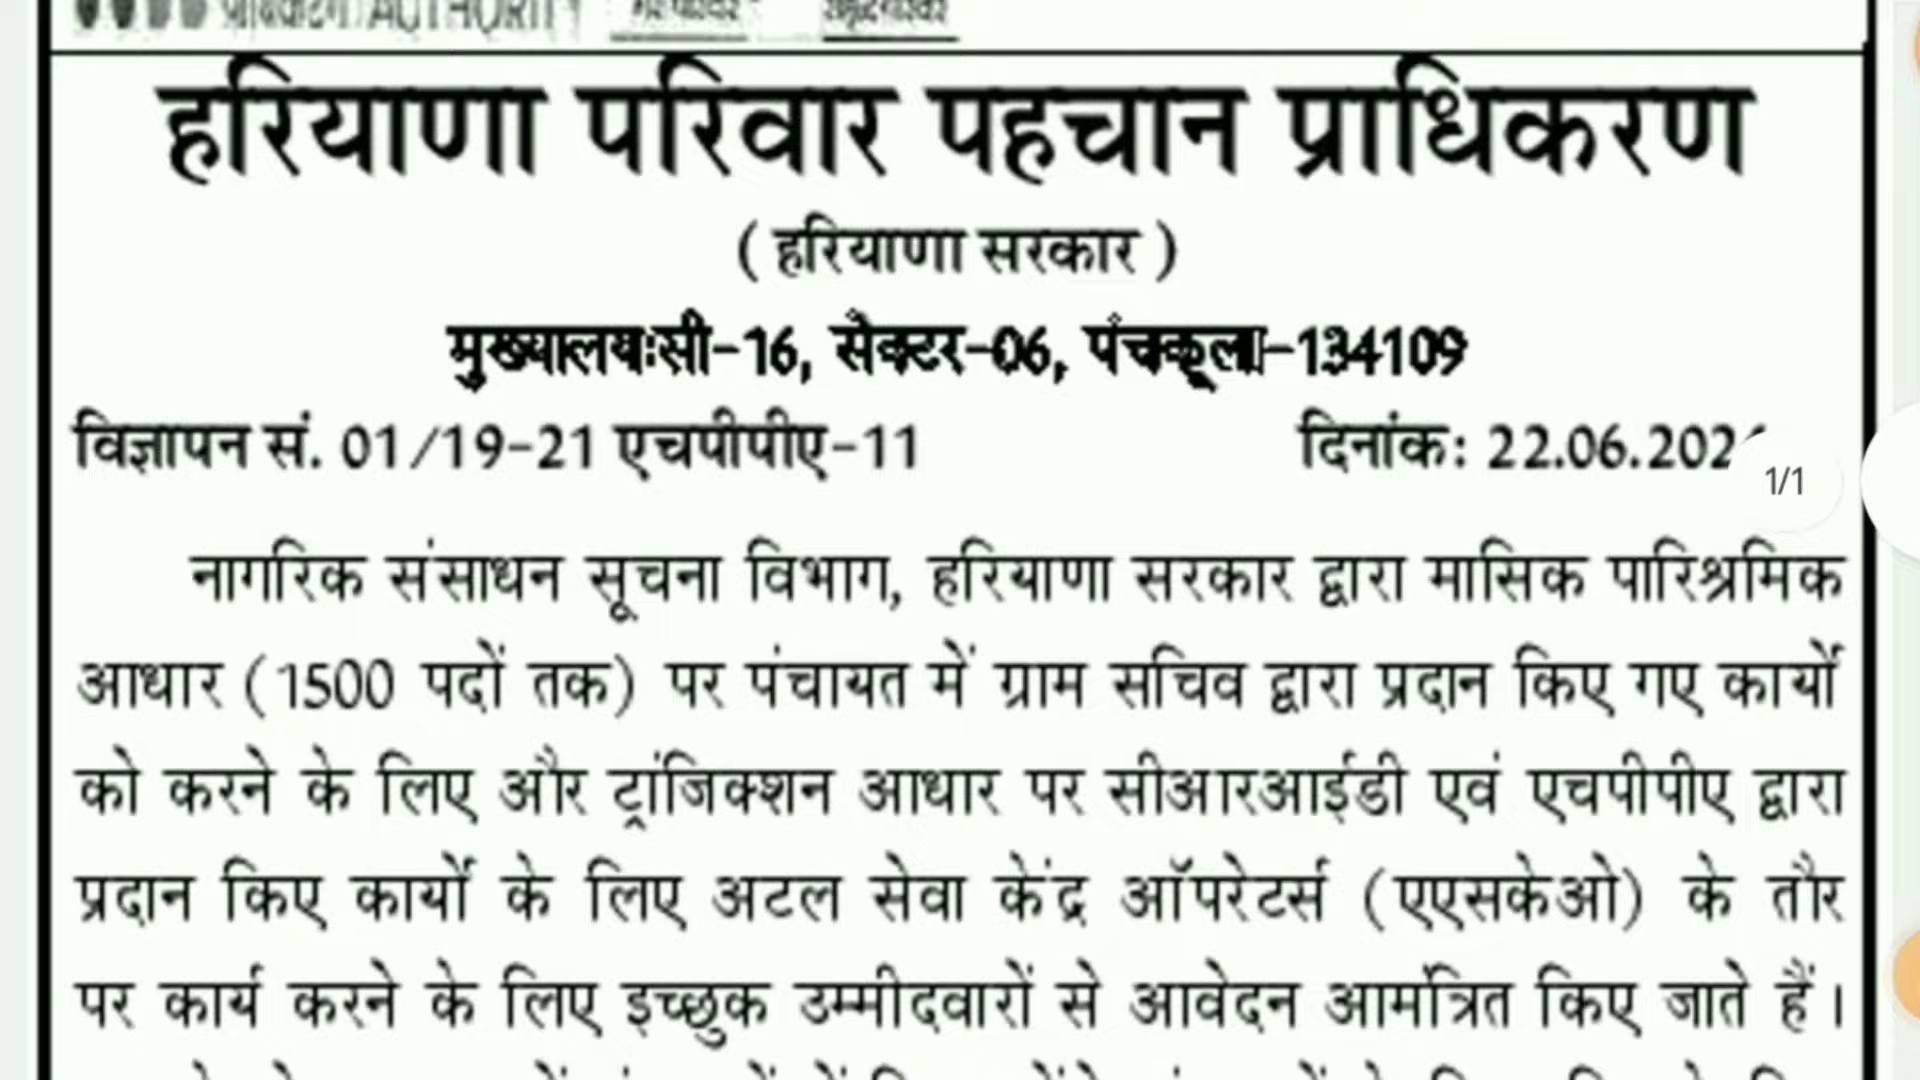 AUTHORITY
हरियाणा परिवार पहचान प्राधिकरण
( हरियाणा सरकार )
मुख्यालयःसी-16, सैक्टर-06, पंचकूला-134109
विज्ञापन सं. 01/19-21 एचपीपीए-11 दिनांकः 22.06.202
1/1
नागरिक संसाधन सूचना विभाग, हरियाणा सरकार द्वारा मासिक पारिश्रमिक
आधार (1500 पदों तक) पर पंचायत में ग्राम सचिव द्वारा प्रदान किए गए कार्यों
को करने के लिए और ट्रांजिक्शन आधार पर सीआरआईडी एवं एचपीपीए द्वारा
प्रदान किए कार्यों के लिए अटल सेवा केंद्र ऑपरेटर्स (एएसकेओ) के तौर
पर कार्य करने के लिए इच्छुक उम्मीदवारों से आवेदन आमंत्रित किए जाते हैं।